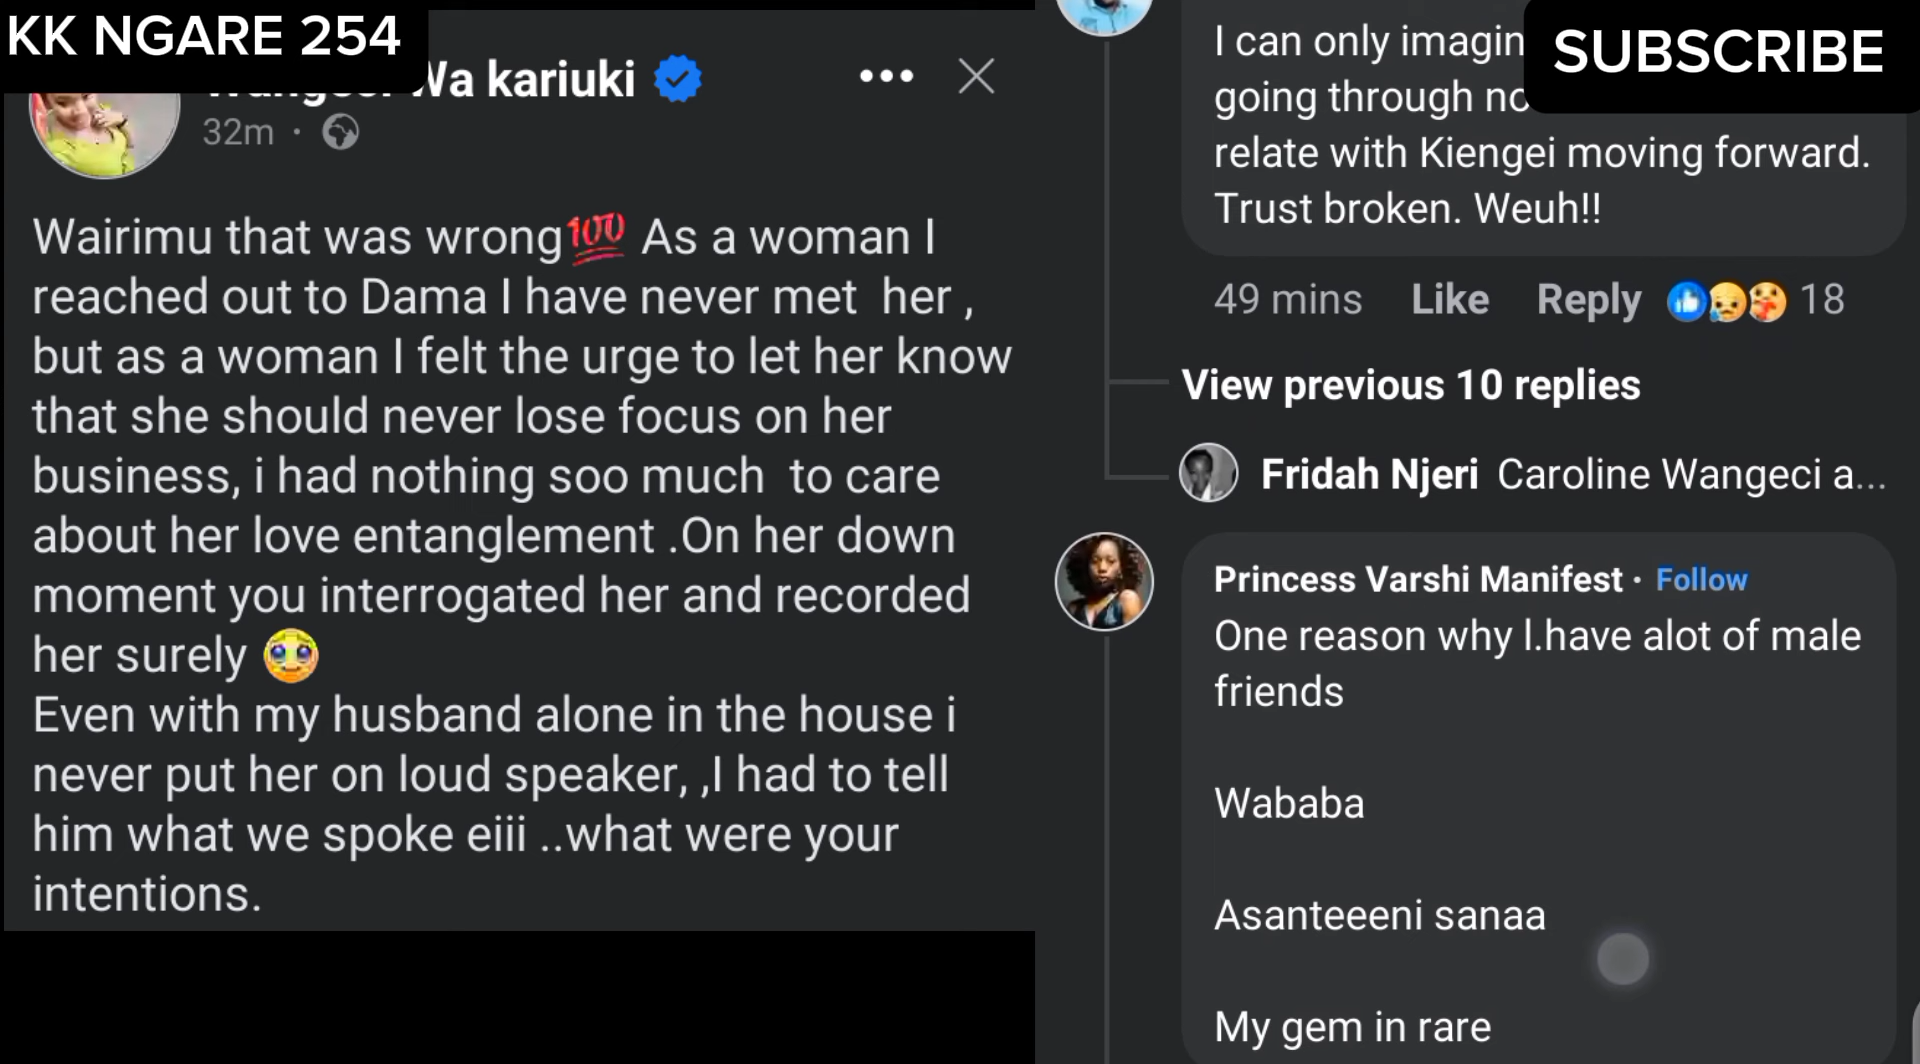 KK NGARE 254
Wa kariuki
32m ·
Wairimu that was wrong💯 As a woman I
reached out to Dama I have never met her ,
but as a woman I felt the urge to let her know
that she should never lose focus on her
business, i had nothing soo much to care
about her love entanglement .On her down
moment you interrogated her and recorded
her surely 🥹
Even with my husband alone in the house i
never put her on loud speaker, ,I had to tell
him what we spoke eiii ..what were your
intentions.
SUBSCRIBE
I can only imagin
going through no
relate with Kiengei moving forward.
Trust broken. Weuh!!
49 mins Like Reply 18
View previous 10 replies
Fridah Njeri Caroline Wangeci a...
Princess Varshi Manifest · Follow
One reason why l.have alot of male
friends
Wababa
Asanteeeni sanaa
My gem in rare